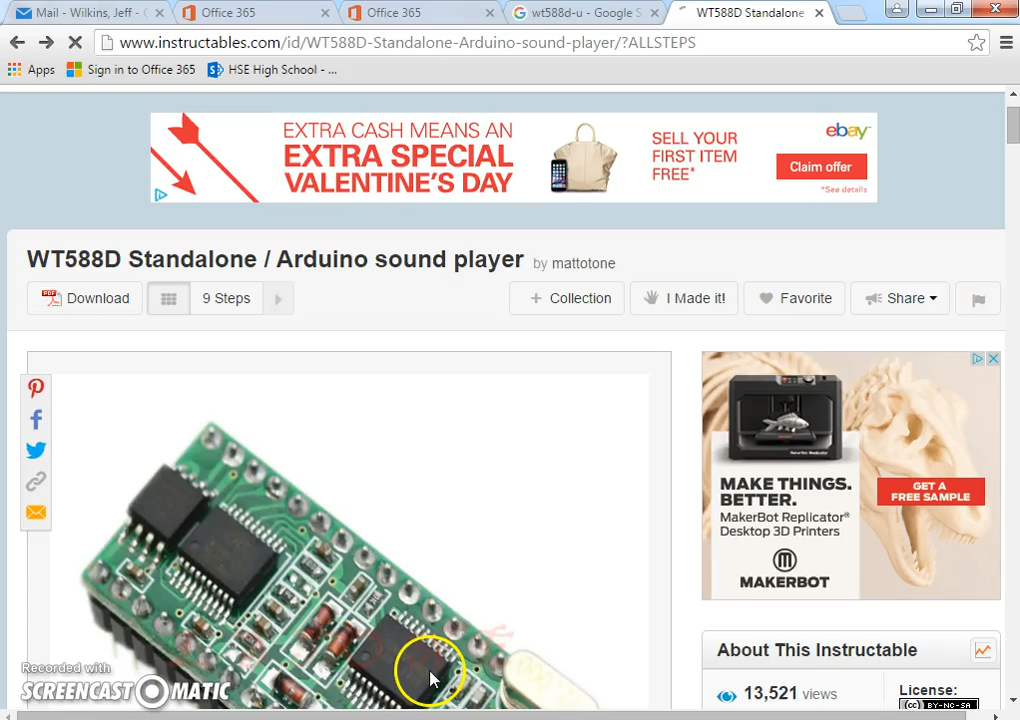 Mail - Wilkins, Jeff - O
Office 365
Office 365
wt588d-u - Google S
WT588D Standalone
www.instructables.com/id/WT588D-Standalone-Arduino-sound-player/?ALLSTEPS
Apps
Sign in to Office 365
HSE High School - ...
EXTRA CASH MEANS AN
EXTRA SPECIAL
VALENTINE'S DAY
SELL YOUR
FIRST ITEM
FREE*
ebay
Claim offer
*See details
WT588D Standalone / Arduino sound player by mattotone
Download
9 Steps
+ Collection
I Made it!
Favorite
Share
MAKE THINGS.
BETTER.
MakerBot Replicator®
Desktop 3D Printers
MAKERBOT
GET A
FREE SAMPLE
About This Instructable
13,521 views
License:
(cc) BY-NC-SA
Recorded with
SCREENCAST MATIC